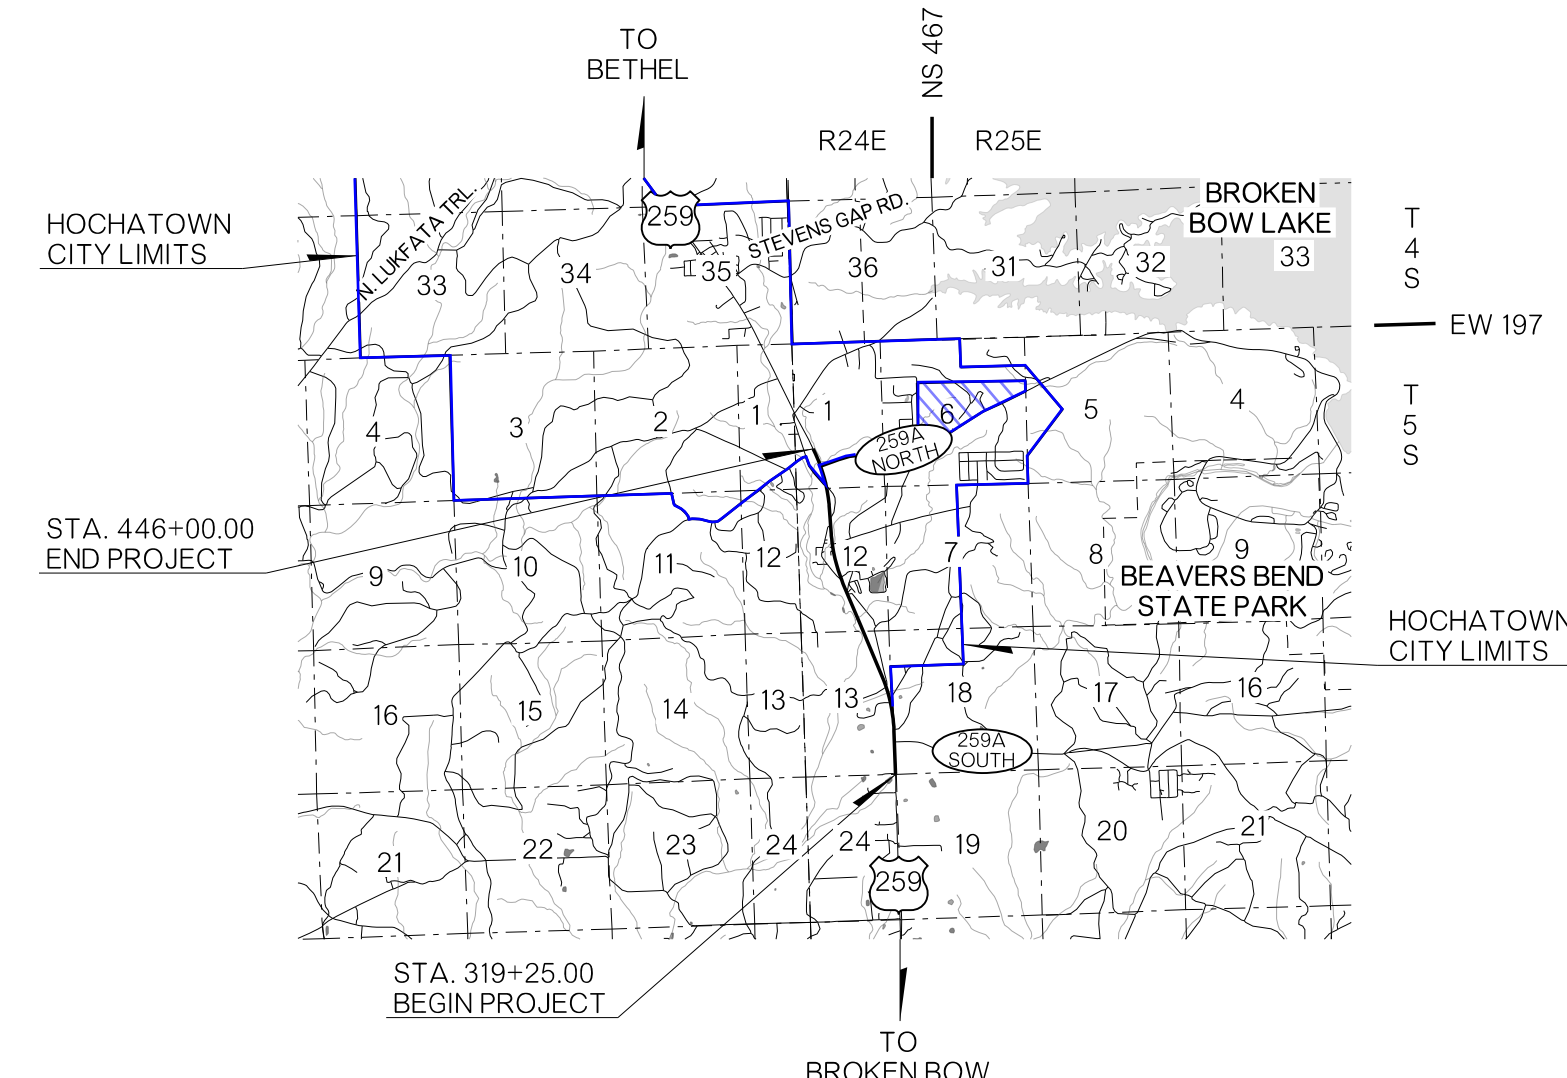 TO
BETHEL
NS 467
R24E
R25E
HOCHATOWN
CITY LIMITS
N. LUKFATA TRL.
259
STEVENS GAP RD.
BROKEN
BOW LAKE
T
4
S
33
34
35
36
31
32
33
EW 197
T
5
S
4
3
2
1
1
6
5
4
259A
NORTH
STA. 446+00.00
END PROJECT
9
10
11
12
12
7
8
9
BEAVERS BEND
STATE PARK
HOCHATOWN
CITY LIMITS
16
15
14
13
13
18
17
16
259A
SOUTH
21
22
23
24
24
19
20
21
259
STA. 319+25.00
BEGIN PROJECT
TO
BROKEN BOW